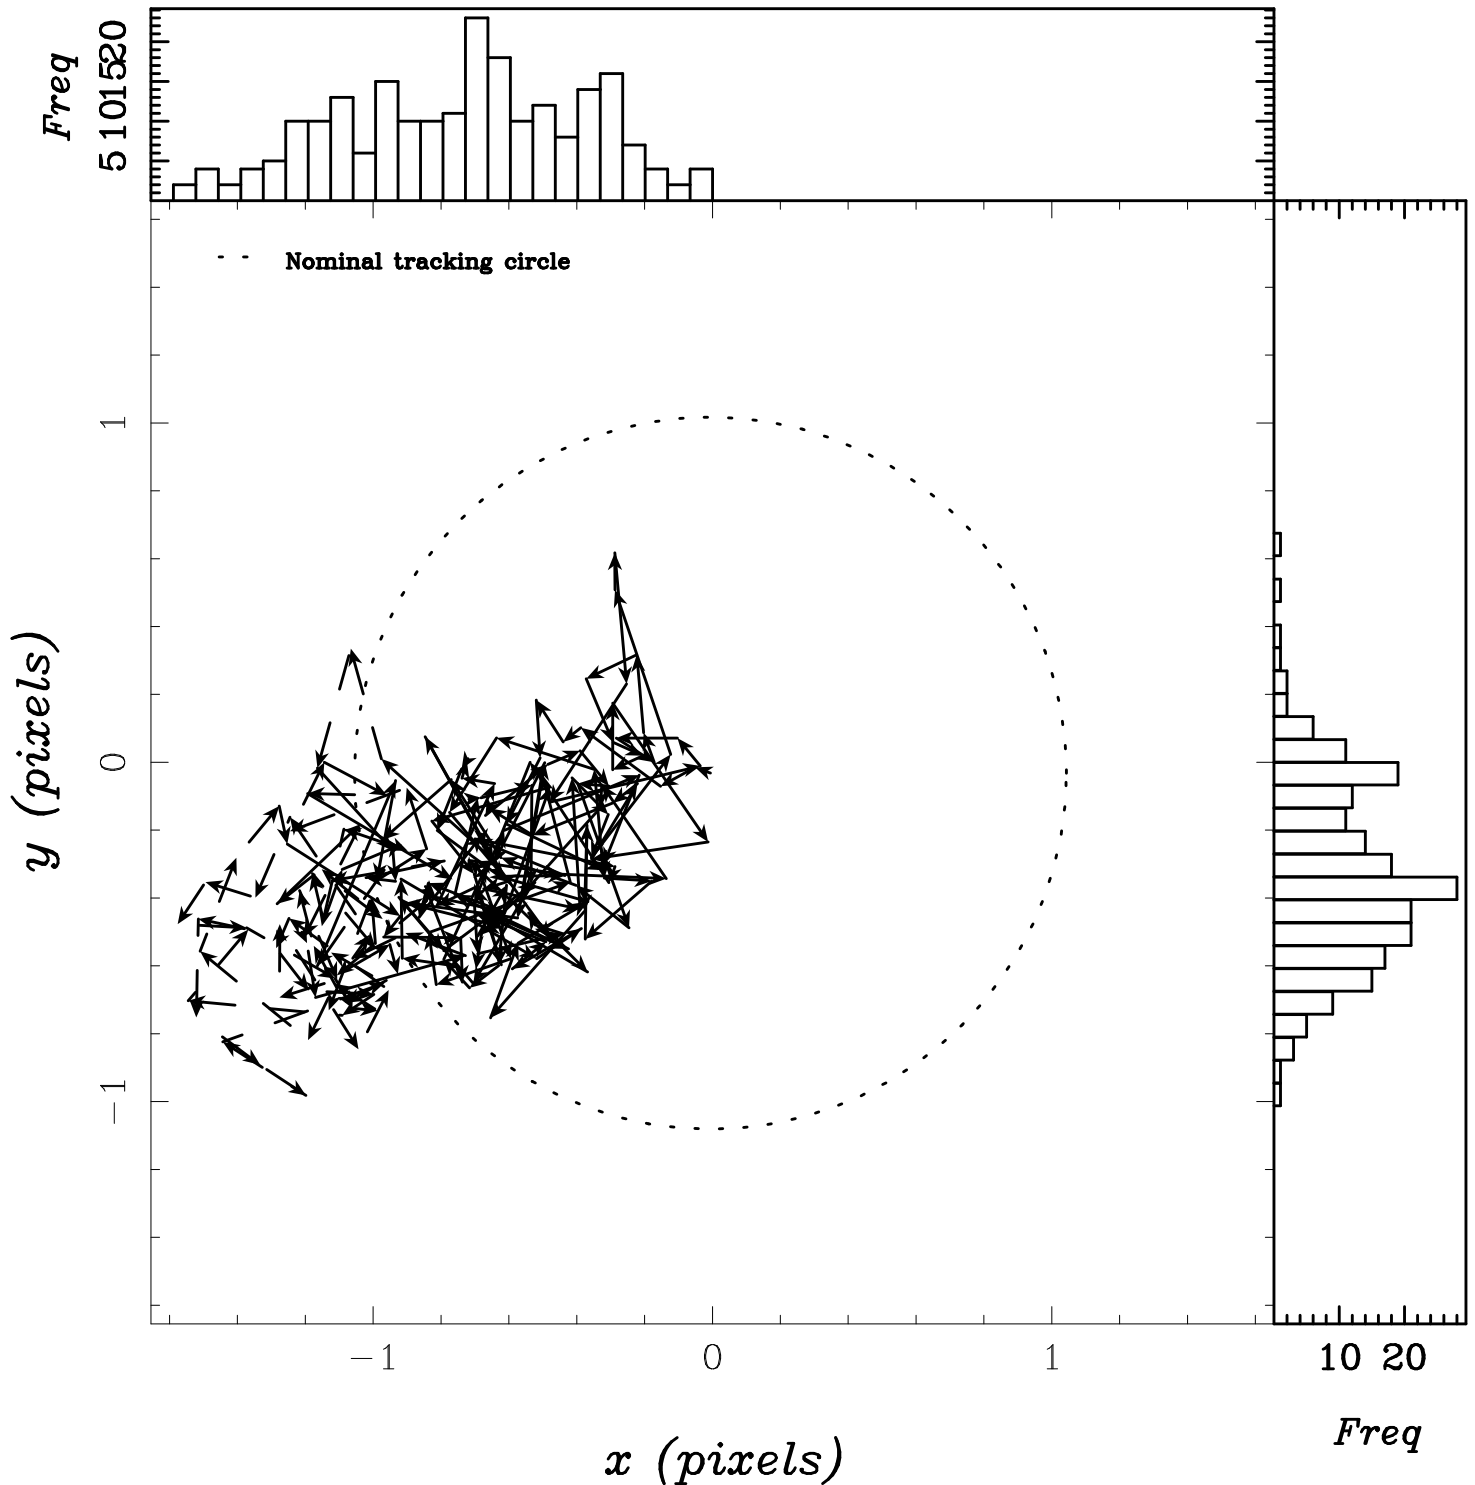 Freq
5 10 15 20
Nominal tracking circle
1
0
−1
y (pixels)
−1 0 1
10 20
x (pixels)
Freq